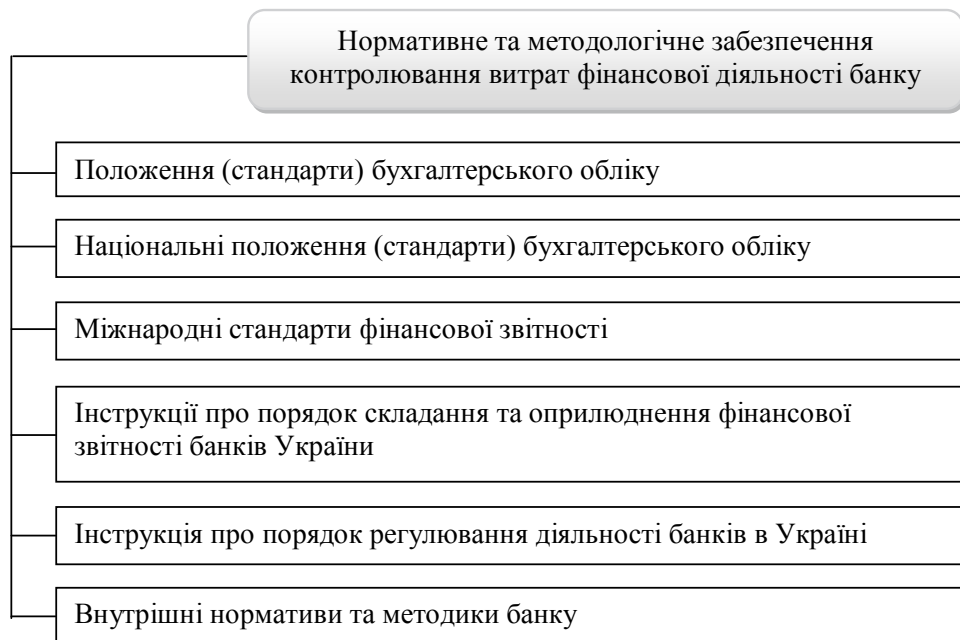 Нормативне та методологічне забезпечення
контролювання витрат фінансової діяльності банку
Положення (стандарти) бухгалтерського обліку
Національні положення (стандарти) бухгалтерського обліку
Міжнародні стандарти фінансової звітності
Інструкції про порядок складання та оприлюднення фінансової
звітності банків України
Інструкція про порядок регулювання діяльності банків в Україні
Внутрішні нормативи та методики банку